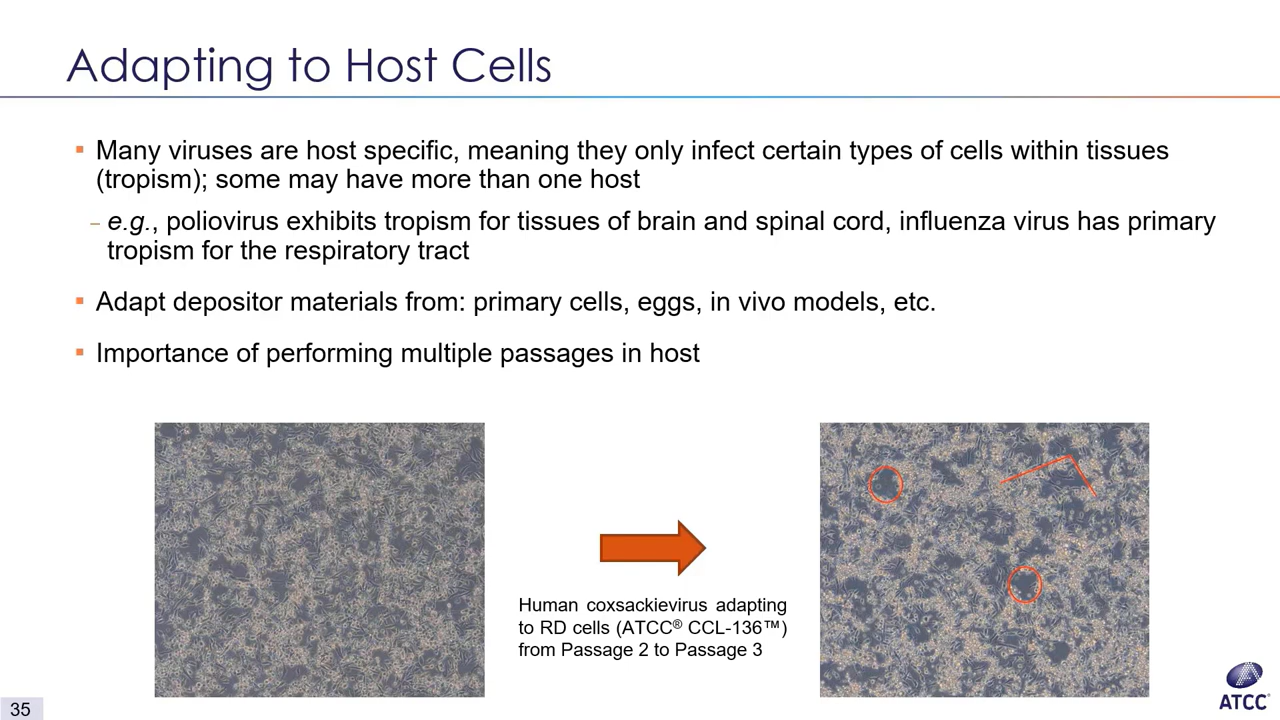 Adapting to Host Cells
▪ Many viruses are host specific, meaning they only infect certain types of cells within tissues
(tropism); some may have more than one host
– e.g., poliovirus exhibits tropism for tissues of brain and spinal cord, influenza virus has primary
tropism for the respiratory tract
▪ Adapt depositor materials from: primary cells, eggs, in vivo models, etc.
▪ Importance of performing multiple passages in host
Human coxsackievirus adapting
to RD cells (ATCC® CCL-136™)
from Passage 2 to Passage 3
35
ATCC®